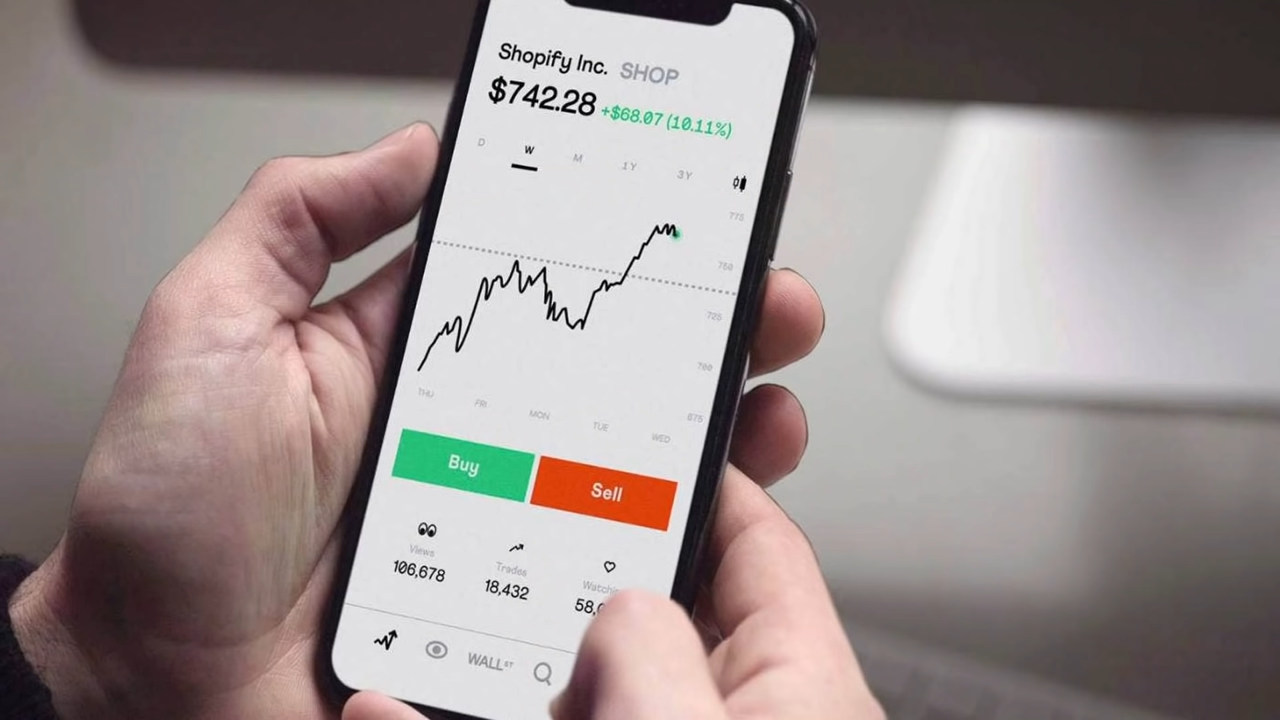 Shopify Inc. SHOP
$742.28 +$68.07 (10.11%)
D W M 1Y 3Y
775
750
725
700
675
THU FRI MON TUE WED
Buy Sell
Views Trades
106,678 18,432
WALL ST